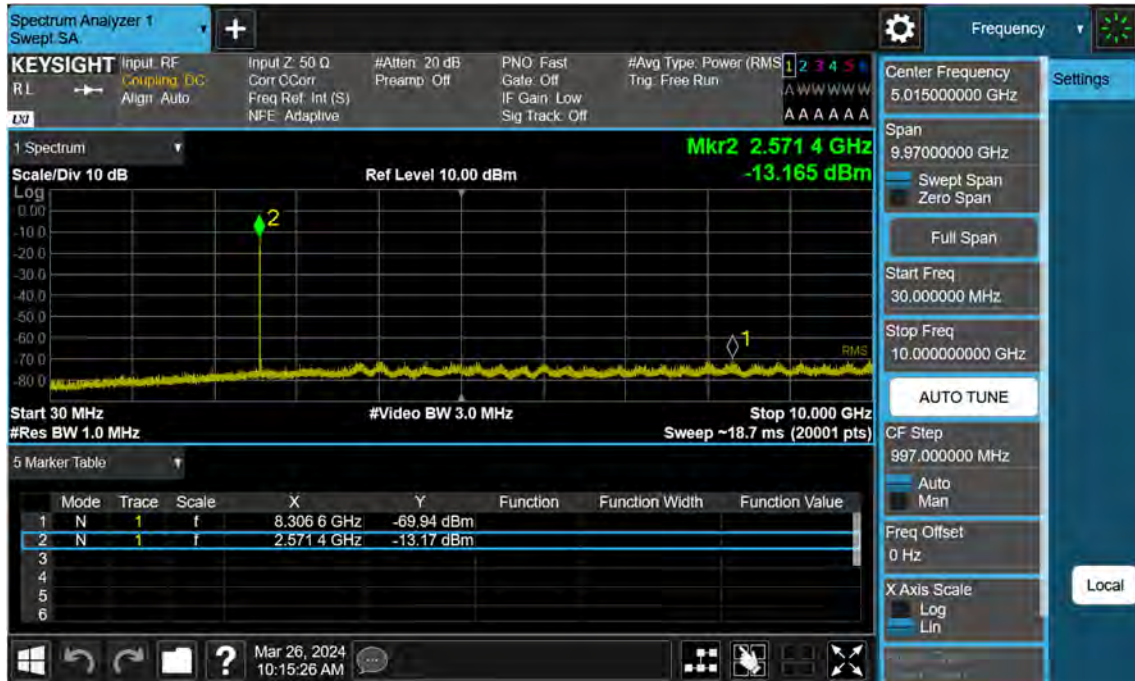 Spectrum Analyzer 1
Swept SA
+
Frequency
KEYSIGHT
RL
LXI
Input: RF
Coupling: DC
Align: Auto
Input Z: 50 Ω
Corr CCorr
Freq Ref: Int (S)
NFE: Adaptive
#Atten: 20 dB
Preamp: Off
PNO: Fast
Gate: Off
IF Gain: Low
Sig Track: Off
#Avg Type: Power (RMS
Trig: Free Run
1 2 3 4 5 6
A W W W W W
A A A A A A
1 Spectrum
Scale/Div 10 dB
Ref Level 10.00 dBm
Mkr2 2.571 4 GHz
-13.165 dBm
Log
0.00
-10.0
-20.0
-30.0
-40.0
-50.0
-60.0
-70.0
-80.0
2
1
RMS
Start 30 MHz
#Video BW 3.0 MHz
Stop 10.000 GHz
#Res BW 1.0 MHz
Sweep ~18.7 ms (20001 pts)
5 Marker Table
Mode Trace Scale X Y Function Function Width Function Value
1 N 1 f 8.306 6 GHz -69.94 dBm
2 N 1 f 2.571 4 GHz -13.17 dBm
3
4
5
6
Mar 26, 2024
10:15:26 AM
?
Center Frequency
5.015000000 GHz
Span
9.97000000 GHz
Swept Span
Zero Span
Full Span
Start Freq
30.000000 MHz
Stop Freq
10.000000000 GHz
AUTO TUNE
CF Step
997.000000 MHz
Auto
Man
Freq Offset
0 Hz
X Axis Scale
Log
Lin
Settings
Local